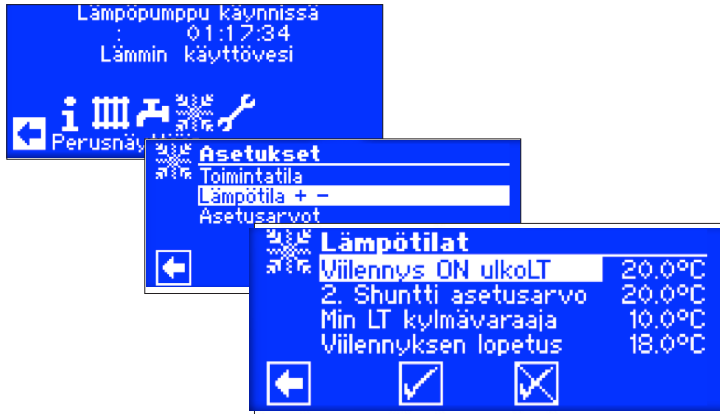 Lämpöpumppu käynnissä
: 01:17:34
Lämmin käyttövesi
Asetukset
Toimintatila
Lämpötila + -
Asetusarvot
Lämpötilat
Viilennys ON ulkoLT 20.0°C
2. Shuntti asetusarvo 20.0°C
Min LT kylmävaraaja 10.0°C
Viilennyksen lopetus 18.0°C